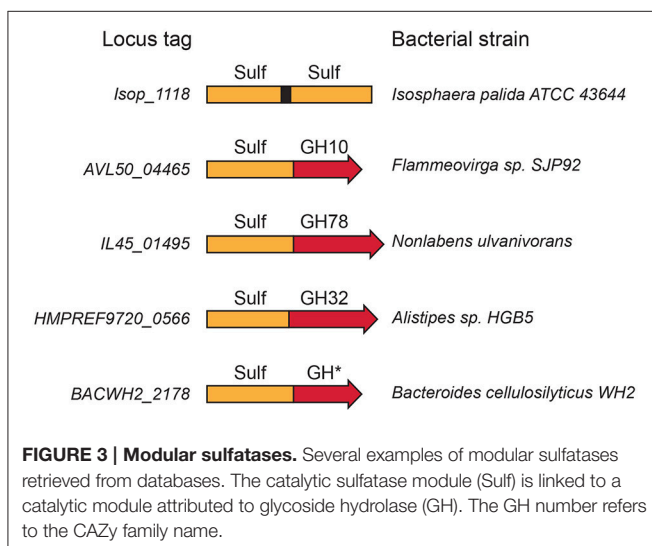 Locus tag Bacterial strain
Sulf Sulf
Isop_1118 Isosphaera palida ATCC 43644
Sulf GH10
AVL50_04465 Flammeovirga sp. SJP92
Sulf GH78
IL45_01495 Nonlabens ulvanivorans
Sulf GH32
HMPREF9720_0566 Alistipes sp. HGB5
Sulf GH*
BACWH2_2178 Bacteroides cellulosilyticus WH2
FIGURE 3 | Modular sulfatases. Several examples of modular sulfatases
retrieved from databases. The catalytic sulfatase module (Sulf) is linked to a
catalytic module attributed to glycoside hydrolase (GH). The GH number refers
to the CAZy family name.